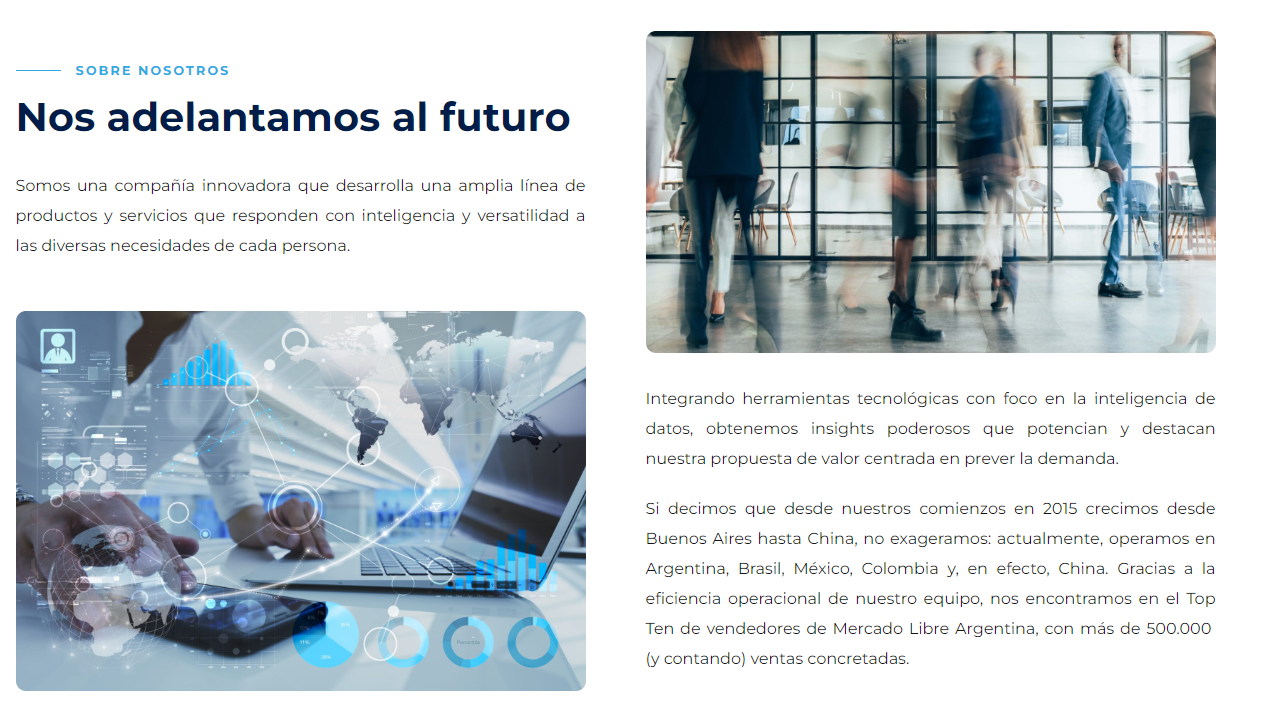 SOBRE NOSOTROS
Nos adelantamos al futuro
Somos una compañía innovadora que desarrolla una amplia línea de
productos y servicios que responden con inteligencia y versatilidad a
las diversas necesidades de cada persona.
Integrando herramientas tecnológicas con foco en la inteligencia de
datos, obtenemos insights poderosos que potencian y destacan
nuestra propuesta de valor centrada en prever la demanda.
Si decimos que desde nuestros comienzos en 2015 crecimos desde
Buenos Aires hasta China, no exageramos: actualmente, operamos en
Argentina, Brasil, México, Colombia y, en efecto, China. Gracias a la
eficiencia operacional de nuestro equipo, nos encontramos en el Top
Ten de vendedores de Mercado Libre Argentina, con más de 500.000
(y contando) ventas concretadas.